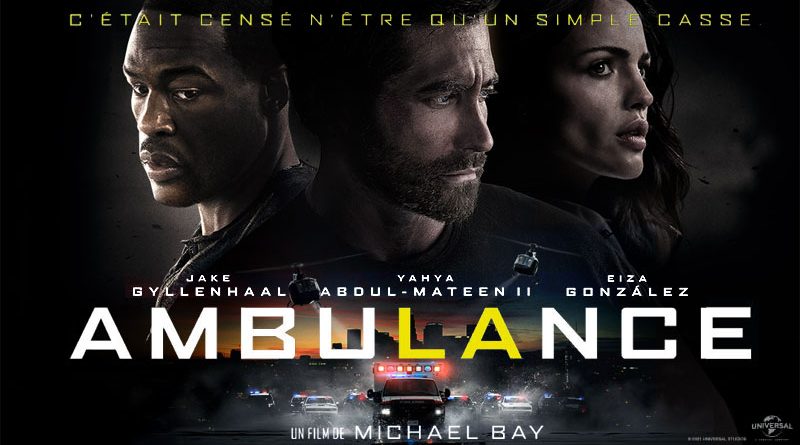 C'ÉTAIT CENSÉ N'ÊTRE QU'UN SIMPLE CASSE.
JAKE GYLLENHAAL
YAHYA ABDUL-MATEEN II
EIZA GONZÁLEZ
AMBULANCE
UN FILM DE MICHAEL BAY
UNIVERSAL